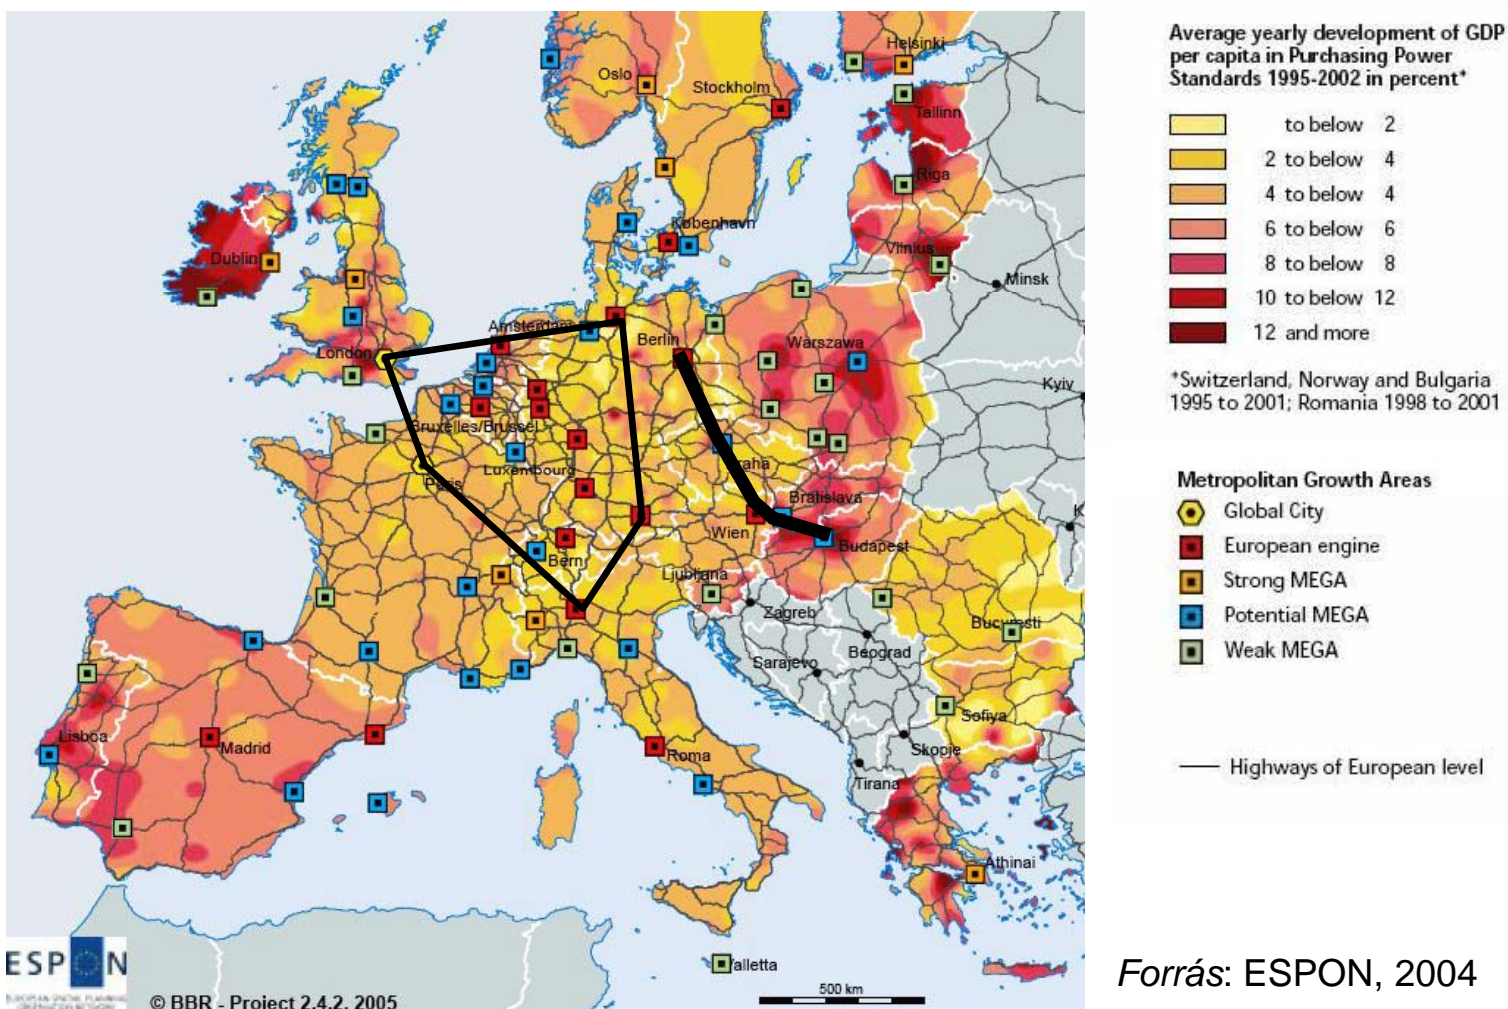 Helsinki
Oslo
Stockholm
Tallinn
Riga
København
Vilnius
Minsk
Dublin
Amsterdam
Berlin
Warszawa
London
Kyiv
Bruxelles/Brussel
Luxembourg
Paris
Praha
Bratislava
Wien
Budapest
Bern
Ljubljana
Zagreb
Bucuresti
Beograd
Sarajevo
Sofiya
Lisboa
Madrid
Skopje
Roma
Tirana
Athinai
Valletta
ESPON
© BBR - Project 2.4.2, 2005
500 km
Average yearly development of GDP
per capita in Purchasing Power
Standards 1995-2002 in percent*
to below 2
2 to below 4
4 to below 4
6 to below 6
8 to below 8
10 to below 12
12 and more
*Switzerland, Norway and Bulgaria
1995 to 2001; Romania 1998 to 2001
Metropolitan Growth Areas
Global City
European engine
Strong MEGA
Potential MEGA
Weak MEGA
Highways of European level
Forrás: ESPON, 2004